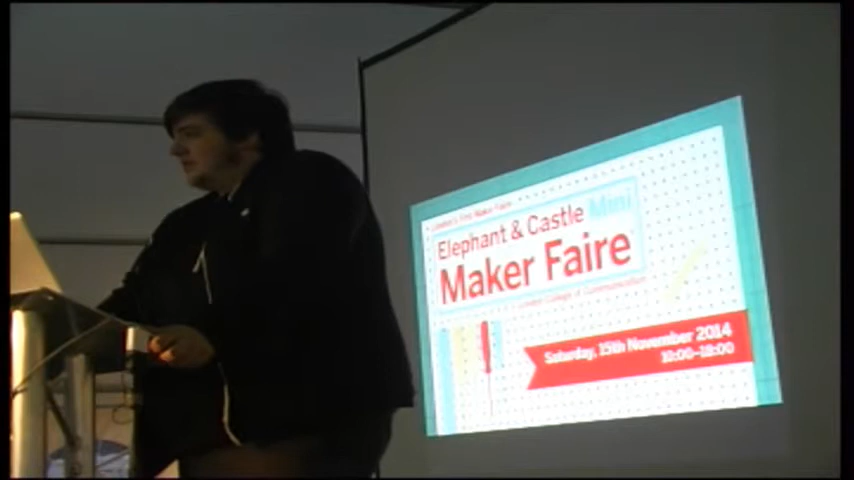 London's First Maker Faire
Elephant & Castle Mini
Maker Faire
London College of Communication
Saturday, 15th November 2014
10:00-18:00